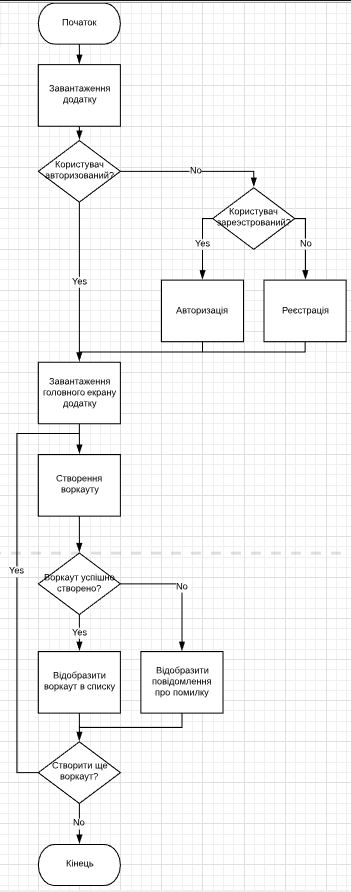 Початок
Завантаження
додатку
Користувач
авторизований?
No
Користувач
зареэстрований?
Yes
No
Yes
Авторизація
Реєстрація
Завантаження
головного екрану
додатку
Створення
воркауту
Yes
Воркаут успішно
створено?
No
Yes
Відобразити
воркаут в списку
Відобразити
повідомлення
про помилку
Створити ще
воркаут?
No
Кінець